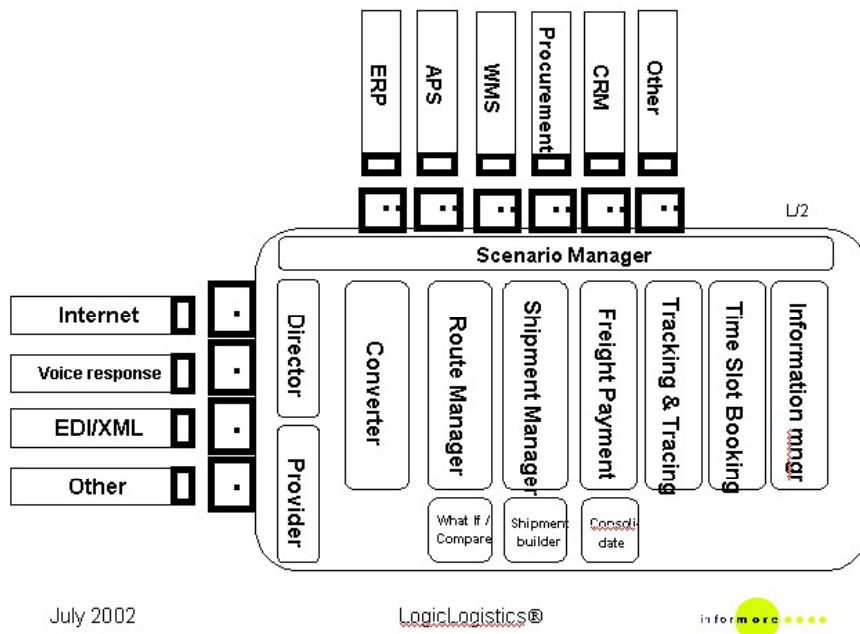 ERP
APS
WMS
Procurement
CRM
Other
L/2
Scenario Manager
Internet
Voice response
EDI/XML
Other
Director
Provider
Converter
Route Manager
Shipment Manager
Freight Payment
Tracking & Tracing
Time Slot Booking
Information
mngr
What If /
Compare
Shipment
builder
Consoli-
date
July 2002
LogicLogistics®
informore